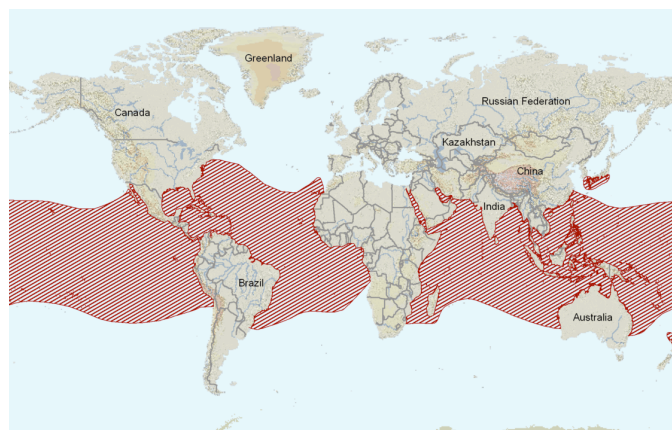 Greenland
Canada
Russian Federation
Kazakhstan
China
India
Brazil
Australia